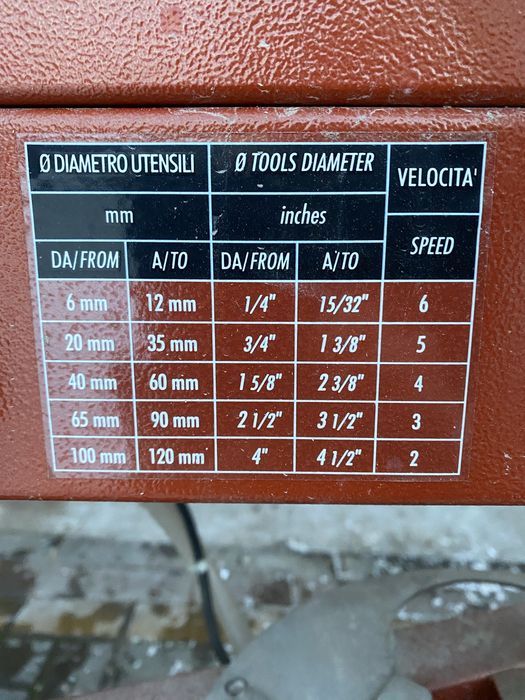 Ø DIAMETRO UTENSILI Ø TOOLS DIAMETER VELOCITA'
mm inches SPEED
DA/FROM A/TO DA/FROM A/TO
6 mm 12 mm 1/4" 15/32" 6
20 mm 35 mm 3/4" 1 3/8" 5
40 mm 60 mm 1 5/8" 2 3/8" 4
65 mm 90 mm 2 1/2" 3 1/2" 3
100 mm 120 mm 4" 4 1/2" 2